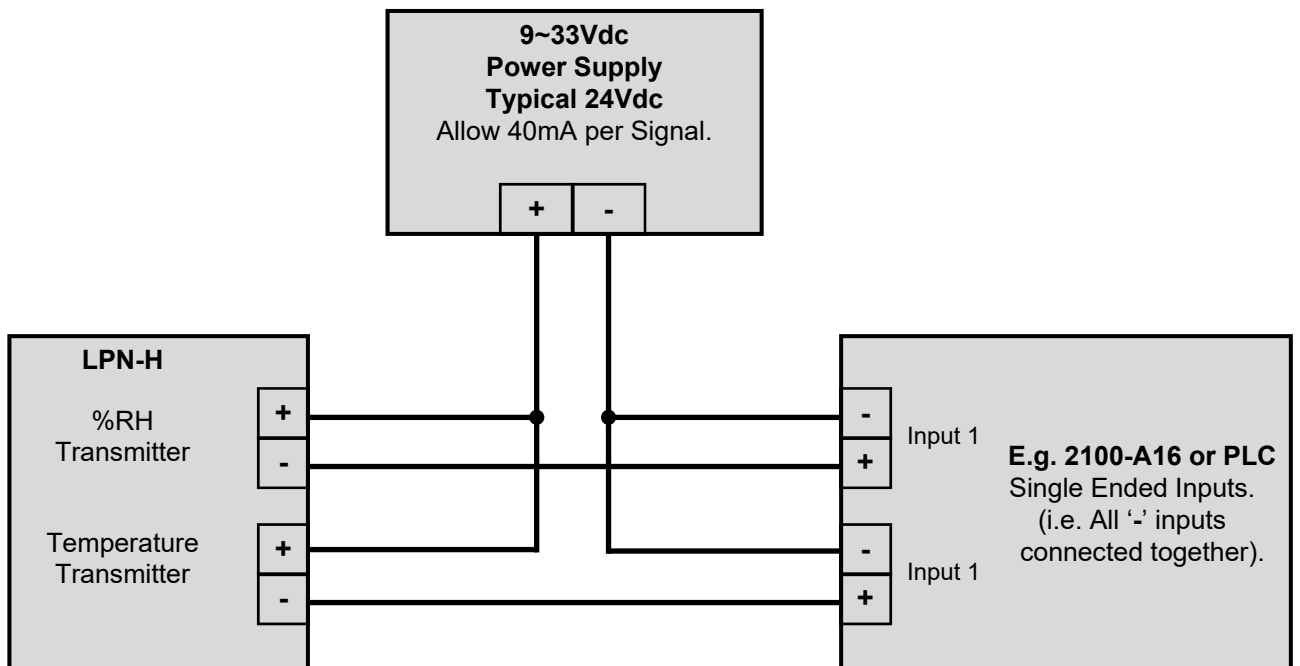 9~33Vdc
Power Supply
Typical 24Vdc
Allow 40mA per Signal.
+ -
LPN-H
%RH
Transmitter
+
-
Temperature
Transmitter
+
-
-
+
Input 1
-
+
Input 1
E.g. 2100-A16 or PLC
Single Ended Inputs.
(i.e. All ‘-’ inputs
connected together).